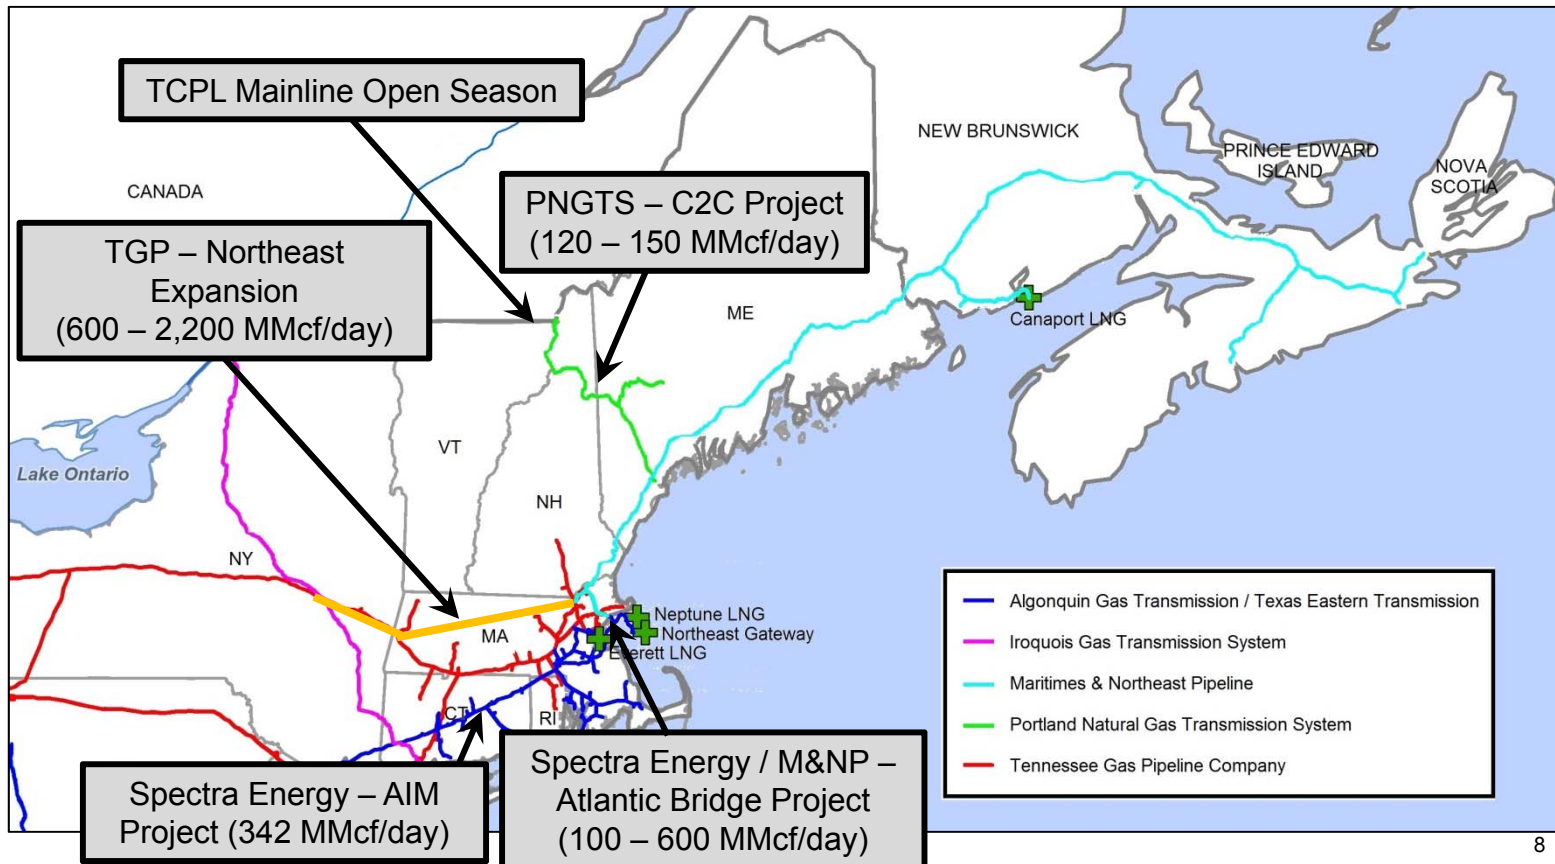 TCPL Mainline Open Season
NEW BRUNSWICK
PRINCE EDWARD
ISLAND
NOVA
SCOTIA
CANADA
PNGTS – C2C Project
(120 – 150 MMcf/day)
TGP – Northeast
Expansion
(600 – 2,200 MMcf/day)
ME
Canaport LNG
VT
Lake Ontario
NH
NY
MA
Neptune LNG
Northeast Gateway
Everett LNG
CT
RI
Algonquin Gas Transmission / Texas Eastern Transmission
Iroquois Gas Transmission System
Maritimes & Northeast Pipeline
Portland Natural Gas Transmission System
Tennessee Gas Pipeline Company
Spectra Energy – AIM
Project (342 MMcf/day)
Spectra Energy / M&NP –
Atlantic Bridge Project
(100 – 600 MMcf/day)
8